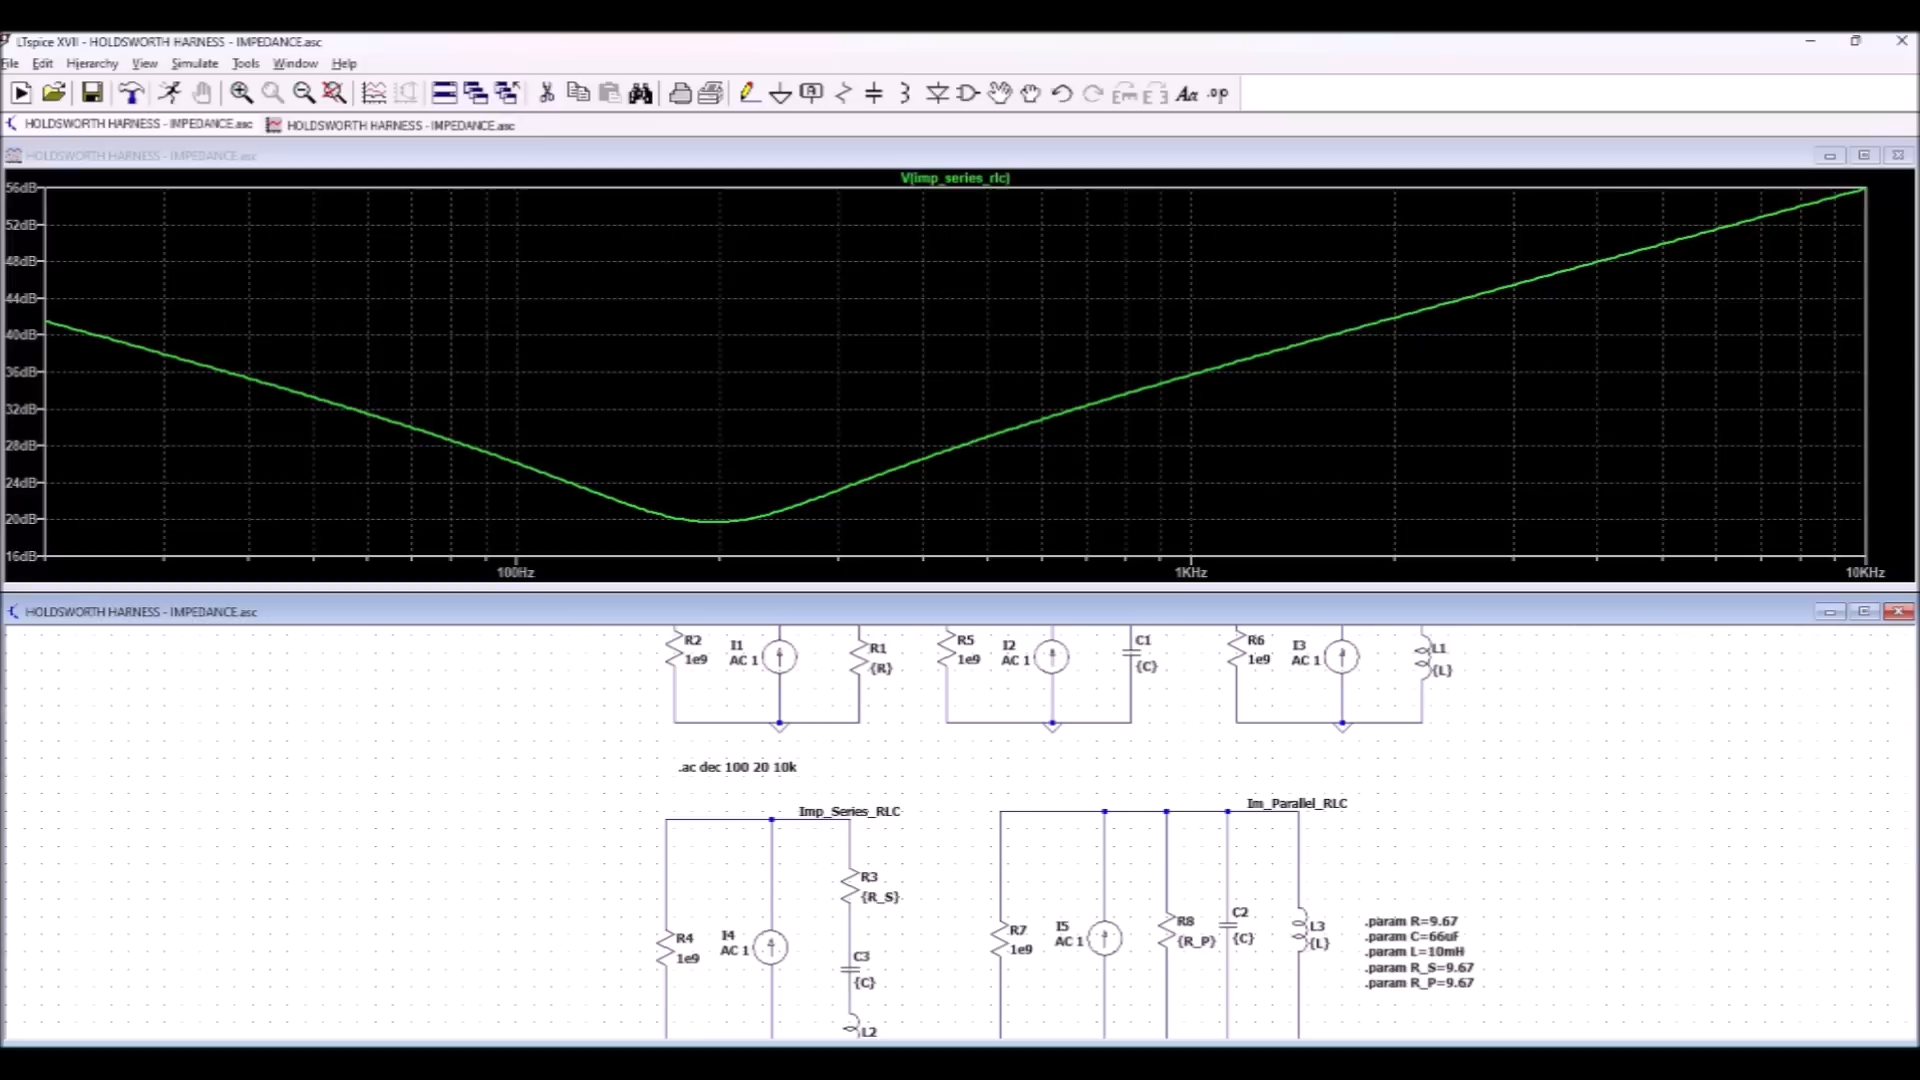 LTspice XVII - HOLDSWORTH HARNESS - IMPEDANCE.asc
File Edit Hierarchy View Simulate Tools Window Help
HOLDSWORTH HARNESS - IMPEDANCE.asc HOLDSWORTH HARNESS - IMPEDANCE.asc
HOLDSWORTH HARNESS - IMPEDANCE.asc
V(imp_series_rlc)
56dB
52dB
48dB
44dB
40dB
36dB
32dB
28dB
24dB
20dB
16dB
100Hz 1KHz 10KHz
HOLDSWORTH HARNESS - IMPEDANCE.asc
R2 I1 R1 R5 I2 C1 R6 I3 L1
1e9 AC 1 {R} 1e9 AC 1 {C} 1e9 AC 1 {L}
.ac dec 100 20 10k
Imp_Series_RLC Im_Parallel_RLC
R3
{R_S}
R4 I4
1e9 AC 1
C3
{C}
L2
R7 I5 R8 C2 L3
1e9 AC 1 {R_P} {C} {L}
.param R=9.67
.param C=66uF
.param L=10mH
.param R_S=9.67
.param R_P=9.67